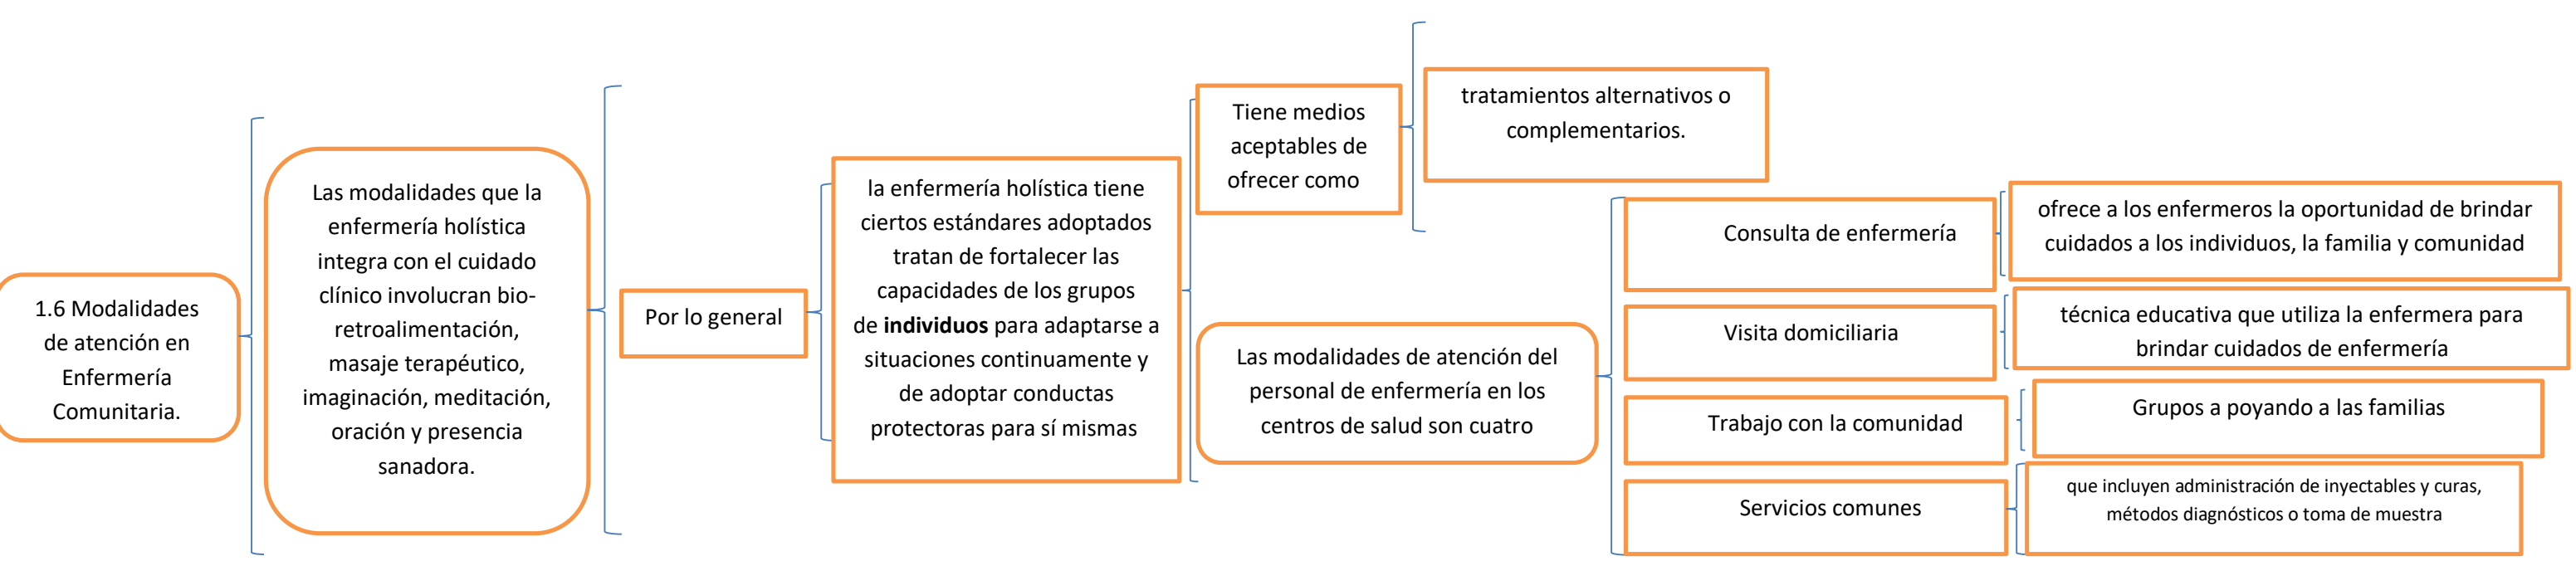 1.6 Modalidades
de atención en
Enfermería
Comunitaria.
Las modalidades que la
enfermería holística
integra con el cuidado
clínico involucran bio-
retroalimentación,
masaje terapéutico,
imaginación, meditación,
oración y presencia
sanadora.
Por lo general
la enfermería holística tiene
ciertos estándares adoptados
tratan de fortalecer las
capacidades de los grupos
de individuos para adaptarse a
situaciones continuamente y
de adoptar conductas
protectoras para sí mismas
Tiene medios
aceptables de
ofrecer como
tratamientos alternativos o
complementarios.
Las modalidades de atención del
personal de enfermería en los
centros de salud son cuatro
Consulta de enfermería
ofrece a los enfermeros la oportunidad de brindar
cuidados a los individuos, la familia y comunidad
Visita domiciliaria
técnica educativa que utiliza la enfermera para
brindar cuidados de enfermería
Trabajo con la comunidad
Grupos a poyando a las familias
Servicios comunes
que incluyen administración de inyectables y curas,
métodos diagnósticos o toma de muestra